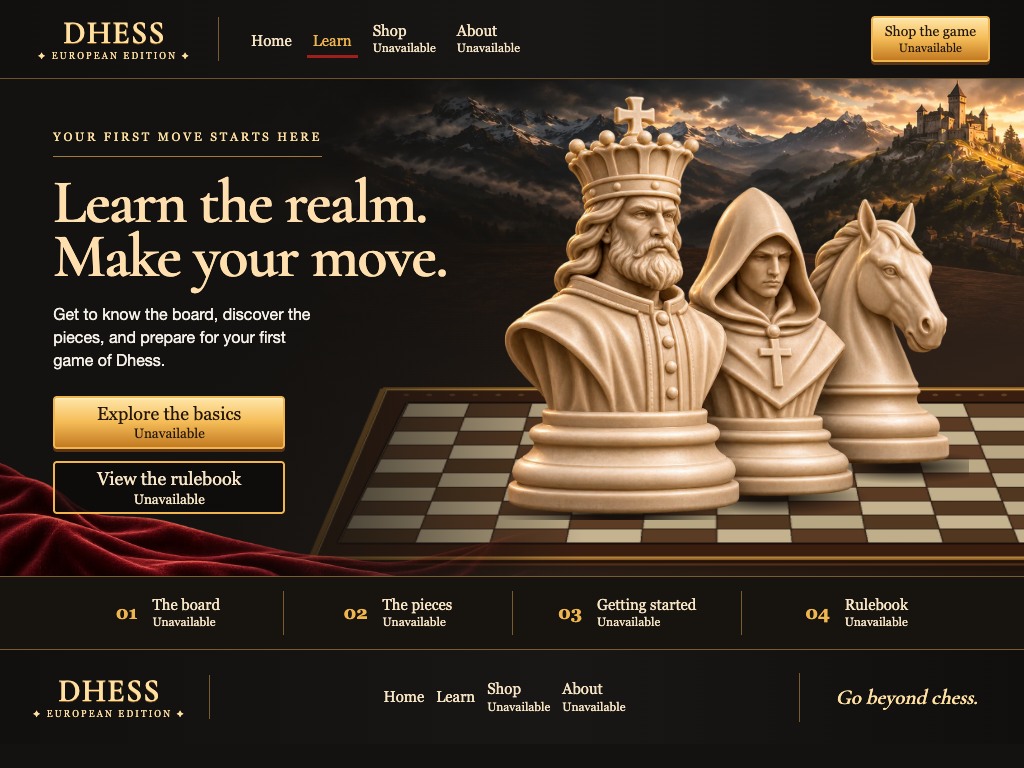 DHESS
EUROPEAN EDITION
Home
Learn
Shop
Unavailable
About
Unavailable
Shop the game
Unavailable
YOUR FIRST MOVE STARTS HERE
Learn the realm.
Make your move.
Get to know the board, discover the
pieces, and prepare for your first
game of Dhess.
Explore the basics
Unavailable
View the rulebook
Unavailable
01
The board
Unavailable
02
The pieces
Unavailable
03
Getting started
Unavailable
04
Rulebook
Unavailable
DHESS
EUROPEAN EDITION
Home
Learn
Shop
Unavailable
About
Unavailable
Go beyond chess.